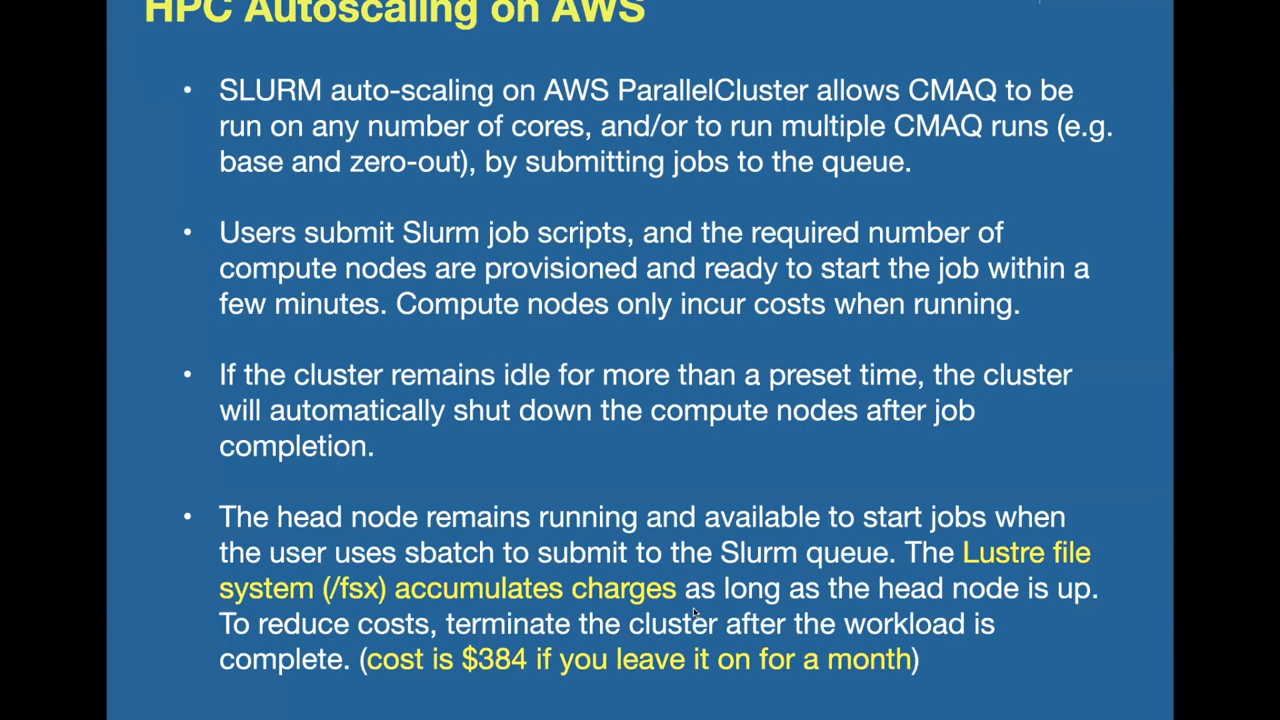 HPC Autoscaling on AWS
• SLURM auto-scaling on AWS ParallelCluster allows CMAQ to be
run on any number of cores, and/or to run multiple CMAQ runs (e.g.
base and zero-out), by submitting jobs to the queue.
• Users submit Slurm job scripts, and the required number of
compute nodes are provisioned and ready to start the job within a
few minutes. Compute nodes only incur costs when running.
• If the cluster remains idle for more than a preset time, the cluster
will automatically shut down the compute nodes after job
completion.
• The head node remains running and available to start jobs when
the user uses sbatch to submit to the Slurm queue. The Lustre file
system (/fsx) accumulates charges as long as the head node is up.
To reduce costs, terminate the cluster after the workload is
complete. (cost is $384 if you leave it on for a month)